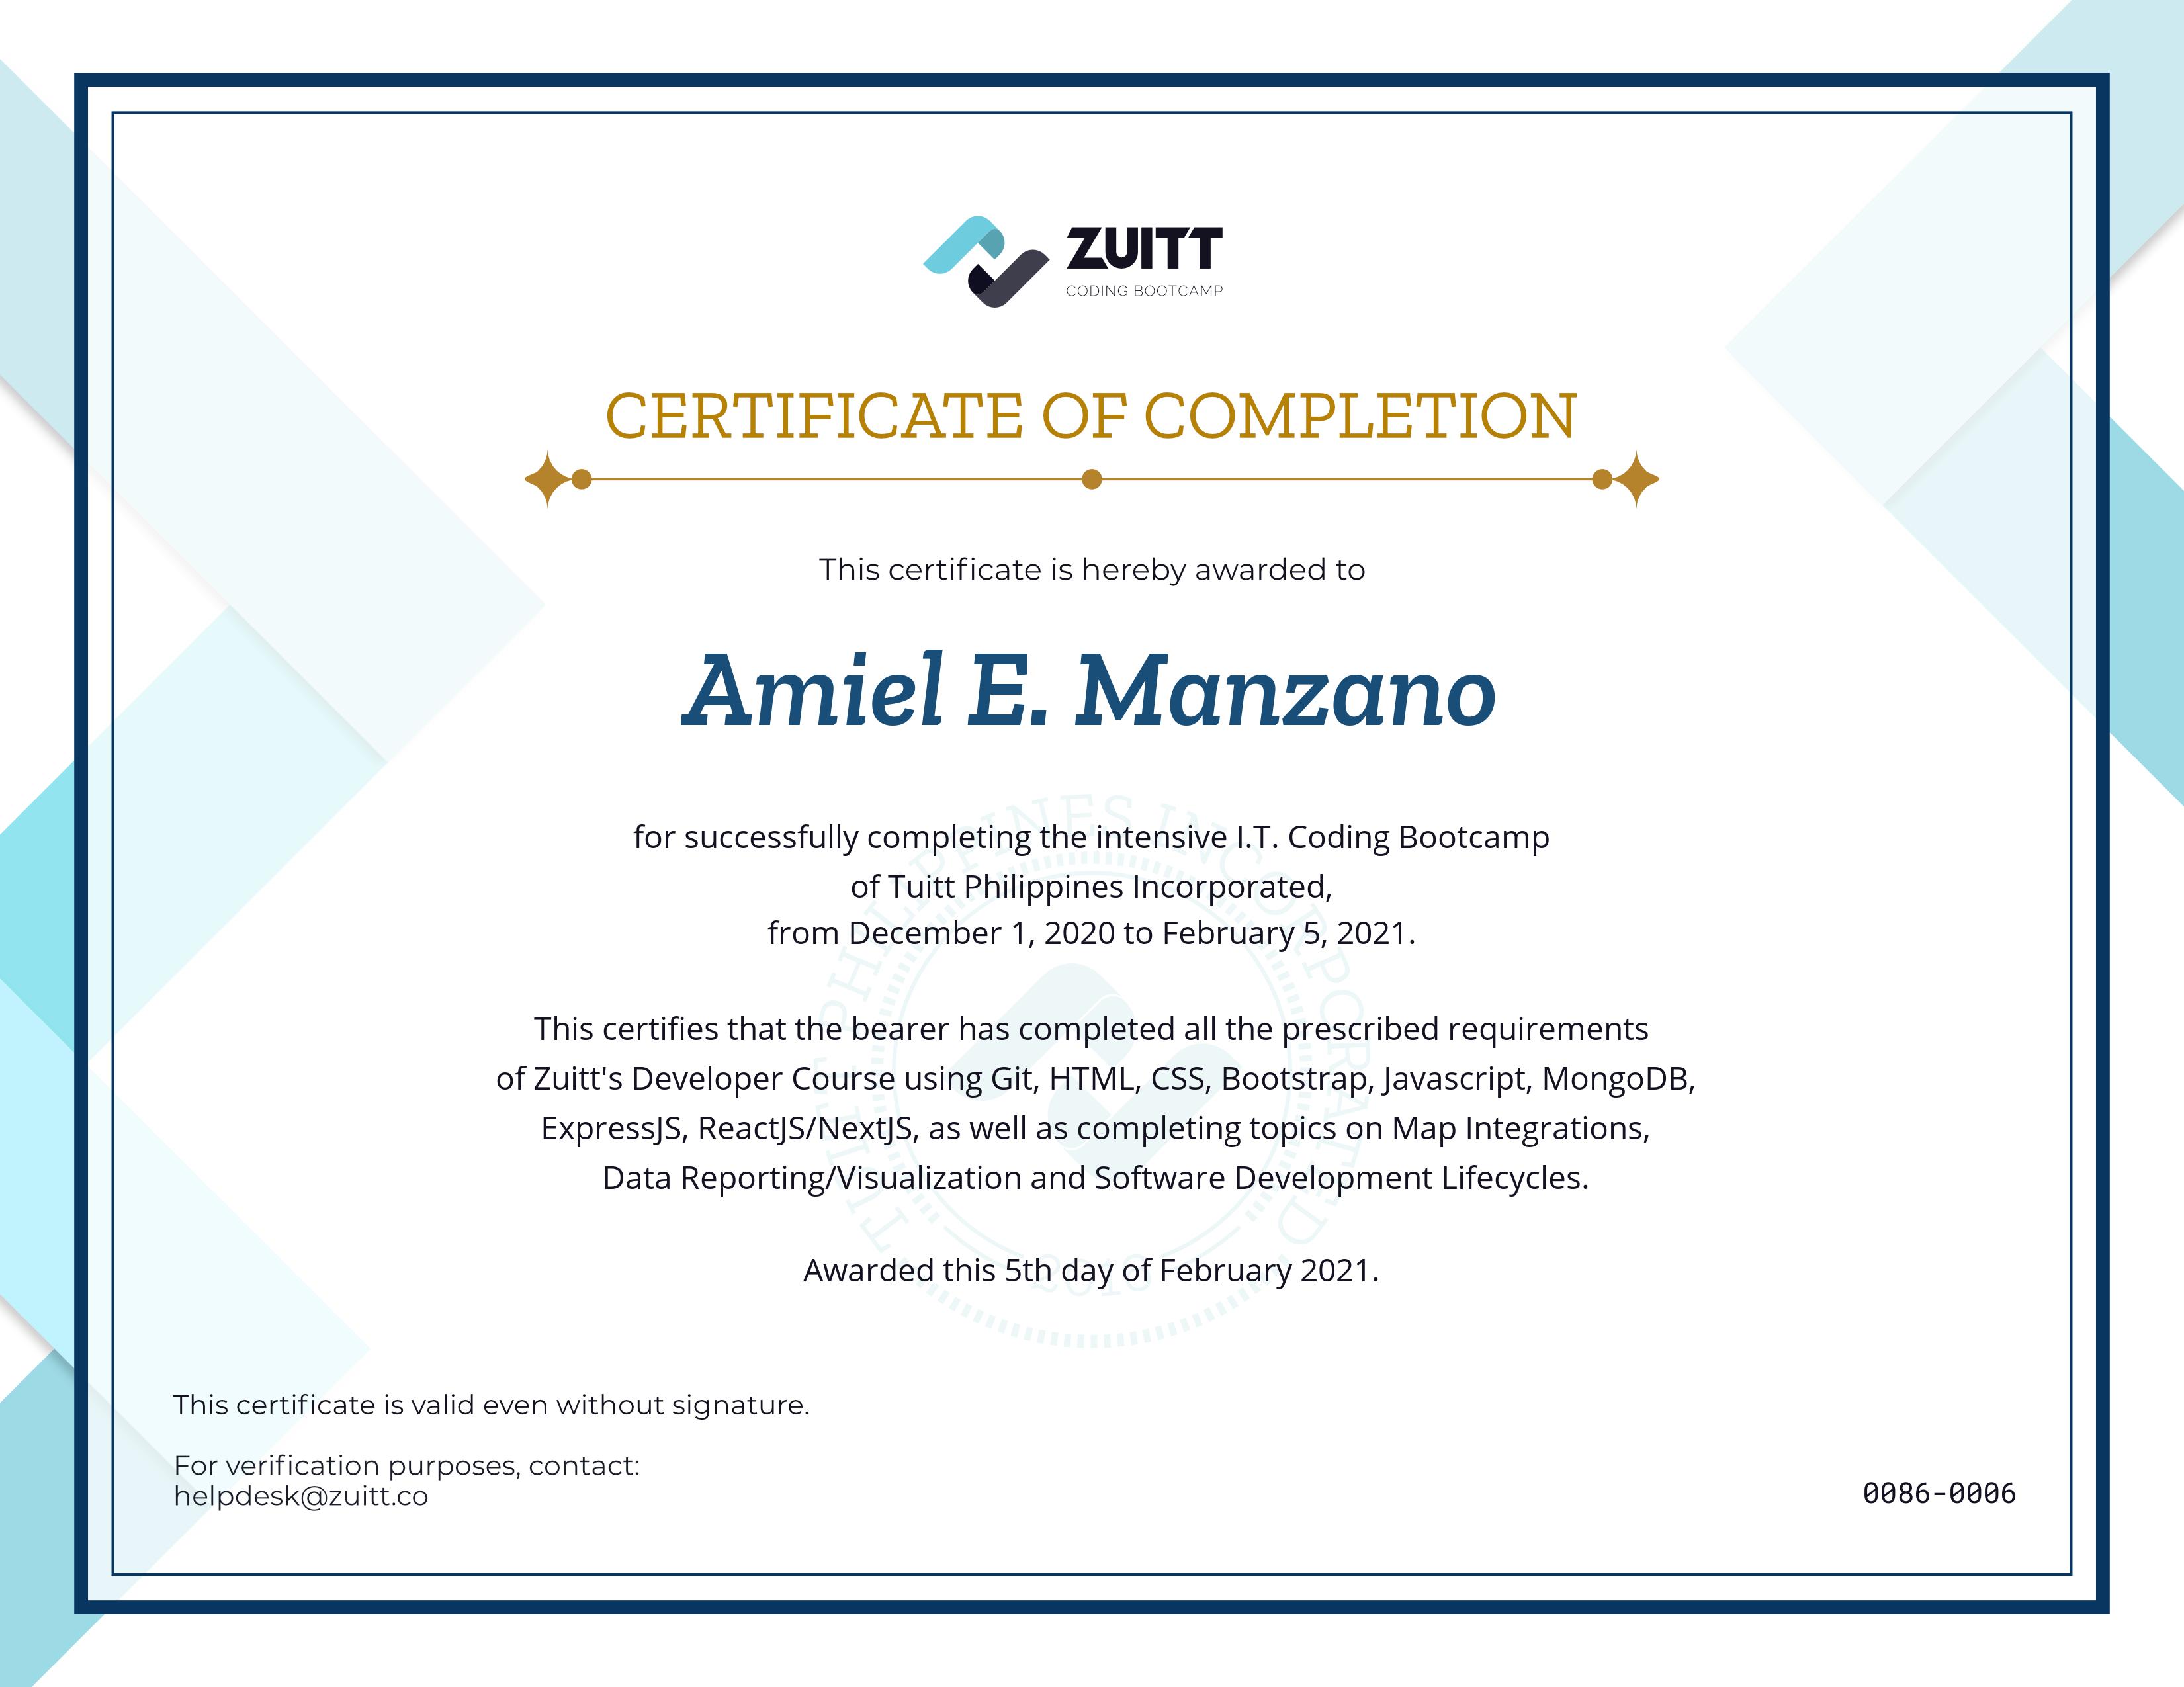 ZUITT
CODING BOOTCAMP
CERTIFICATE OF COMPLETION
This certificate is hereby awarded to
Amiel E. Manzano
for successfully completing the intensive I.T. Coding Bootcamp
of Tuitt Philippines Incorporated,
from December 1, 2020 to February 5, 2021.
This certifies that the bearer has completed all the prescribed requirements
of Zuitt's Developer Course using Git, HTML, CSS, Bootstrap, Javascript, MongoDB,
ExpressJS, ReactJS/NextJS, as well as completing topics on Map Integrations,
Data Reporting/Visualization and Software Development Lifecycles.
Awarded this 5th day of February 2021.
TUITT PHILPPINES INCORPORATED
This certificate is valid even without signature.
For verification purposes, contact:
helpdesk@zuitt.co
0086-0006